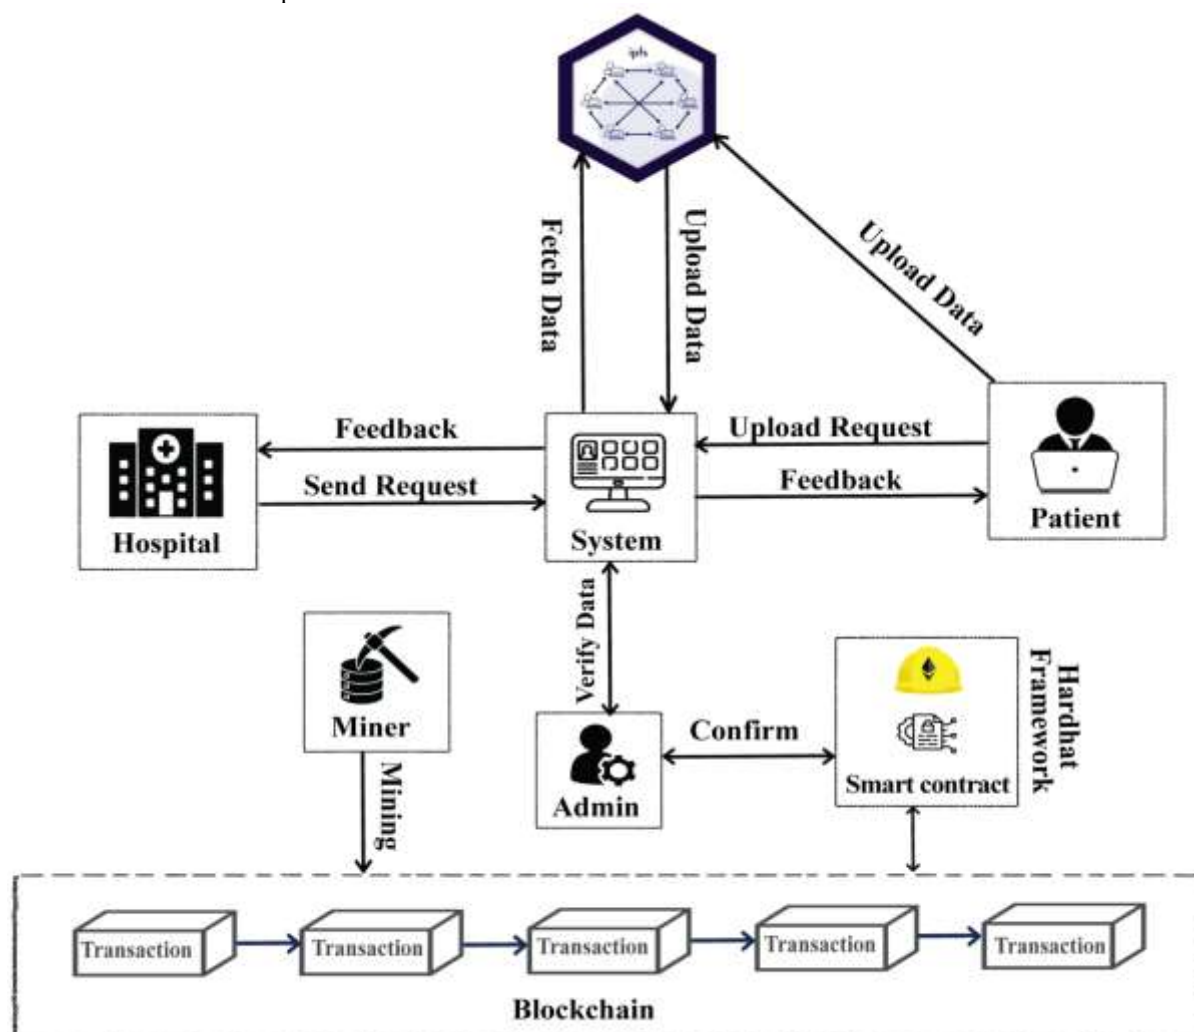 ipfs
Fetch Data
Upload Data
Upload Data
Feedback
Send Request
Hospital
System
Upload Request
Feedback
Patient
Verify Data
Miner
Mining
Admin
Confirm
Smart contract
Hardhat
Framework
Transaction
Transaction
Transaction
Transaction
Transaction
Blockchain